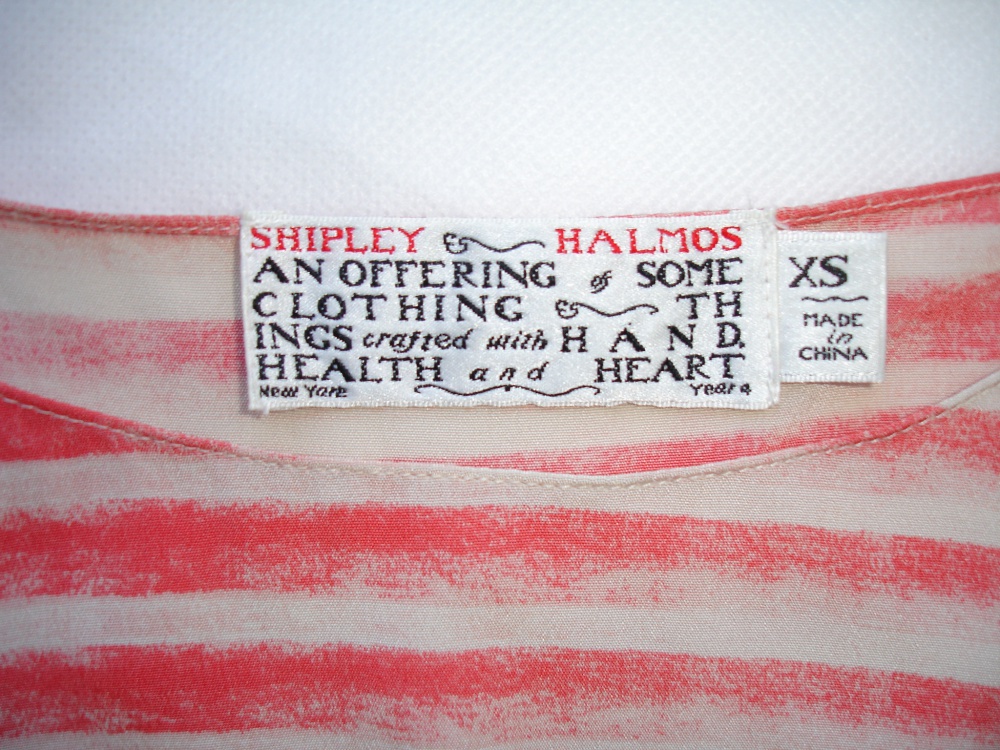 SHIPLEY & HALMOS
AN OFFERING of SOME
CLOTHING & TH
INGS crafted with HAND.
HEALTH and HEART
New York Year 4
XS
MADE
in
CHINA